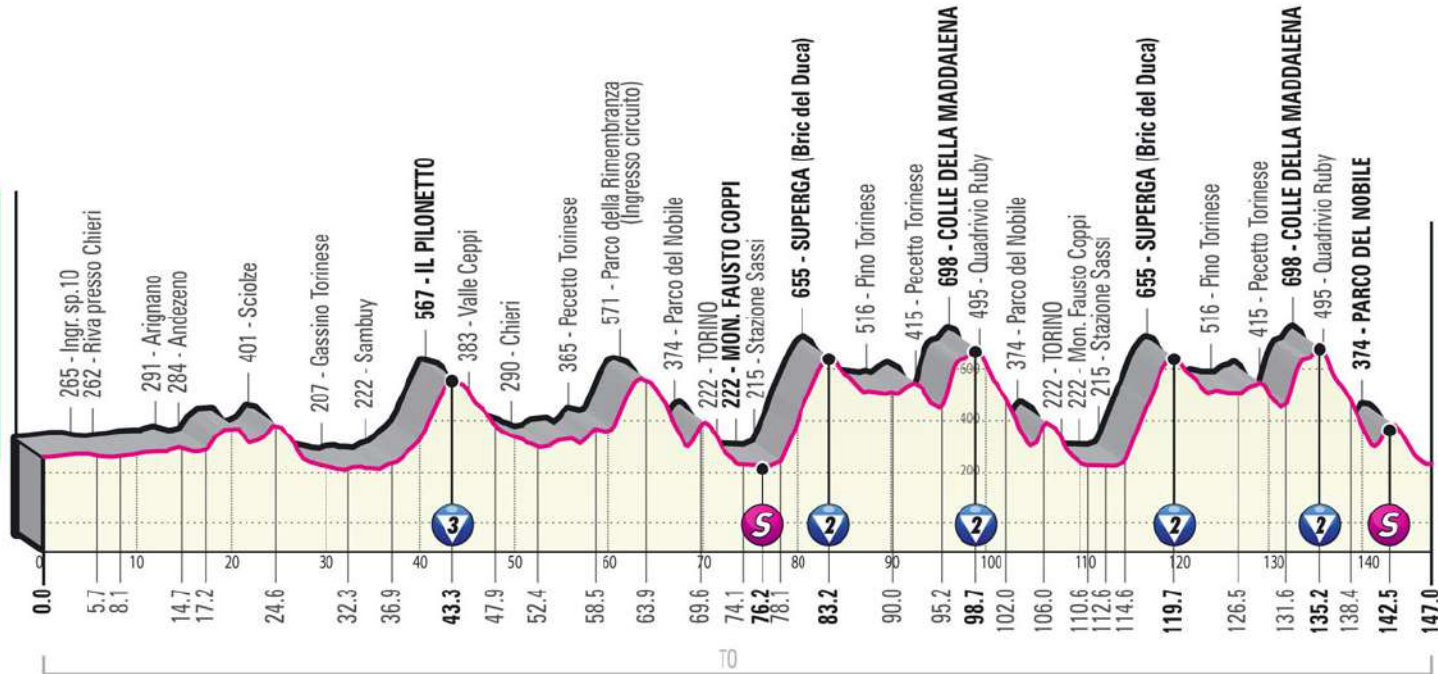 265 - Ingr. sp.10
262 - Riva presso Chieri
291 - Arignano
284 - Andezeno
401 - Sciolze
207 - Gassino Torinese
222 - Sambuy
567 - IL PILONETTO
383 - Valle Ceppi
290 - Chieri
365 - Pecetto Torinese
571 - Parco della Rimembranza
(Ingresso circuito)
374 - Parco del Nobile
222 - TORINO
222 - MON. FAUSTO COPPI
215 - Stazione Sassi
655 - SUPERGA (Bric del Duca)
516 - Pino Torinese
415 - Pecetto Torinese
698 - COLLE DELLA MADDALENA
495 - Quadrivio Ruby
374 - Parco del Nobile
222 - TORINO
222 - Mon. Fausto Coppi
215 - Stazione Sassi
655 - SUPERGA (Bric del Duca)
516 - Pino Torinese
415 - Pecetto Torinese
698 - COLLE DELLA MADDALENA
495 - Quadrivio Ruby
374 - PARCO DEL NOBILE
600
400
200
3
S
2
2
2
2
S
0 10 20 30 40 50 60 70 80 90 100 110 120 130 140
0.0 5.7 8.1 14.7 17.2 24.6 32.3 36.9 43.3 47.9 52.4 58.5 63.9 69.6 74.1 76.2 78.1 83.2 90.0 95.2 98.7 102.0 106.0 110.6 112.6 114.6 119.7 126.5 131.6 135.2 138.4 142.5 147.0
TO